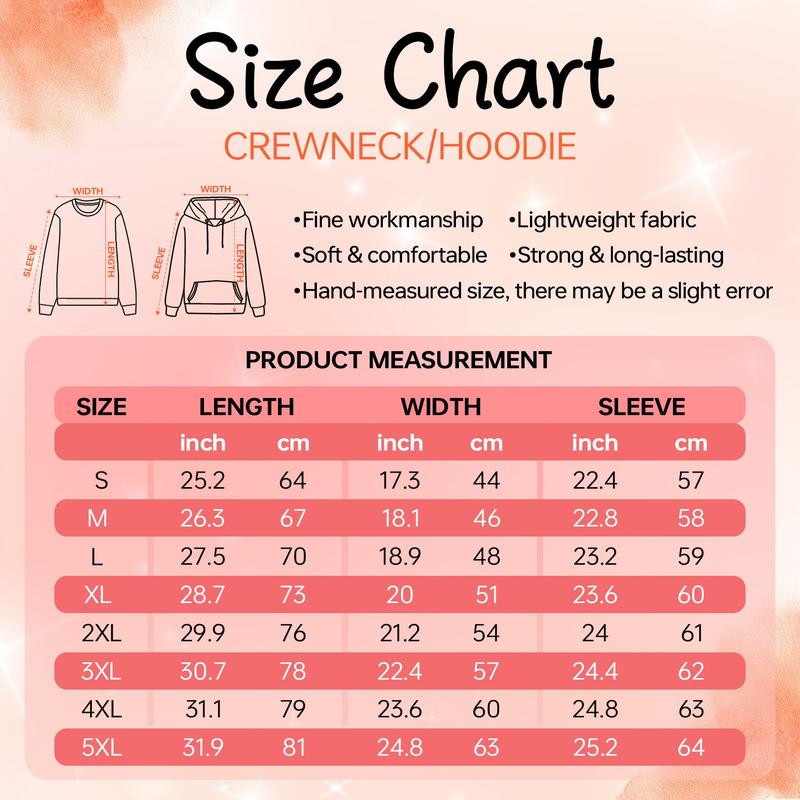 Size Chart
CREWNECK/HOODIE
WIDTH
SLEEVE
LENGTH
WIDTH
SLEEVE
LENGTH
•Fine workmanship •Lightweight fabric
•Soft & comfortable •Strong & long-lasting
•Hand-measured size, there may be a slight error
PRODUCT MEASUREMENT
SIZE LENGTH WIDTH SLEEVE
inch cm inch cm inch cm
S 25.2 64 17.3 44 22.4 57
M 26.3 67 18.1 46 22.8 58
L 27.5 70 18.9 48 23.2 59
XL 28.7 73 20 51 23.6 60
2XL 29.9 76 21.2 54 24 61
3XL 30.7 78 22.4 57 24.4 62
4XL 31.1 79 23.6 60 24.8 63
5XL 31.9 81 24.8 63 25.2 64